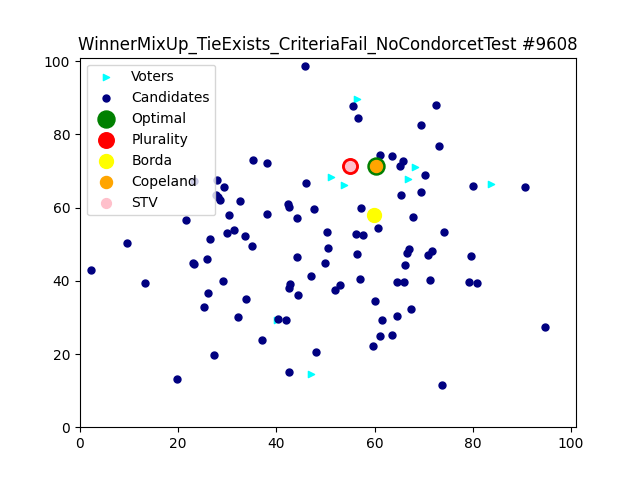 WinnerMixUp_TieExists_CriteriaFail_NoCondorcetTest #9608
Voters
Candidates
Optimal
Plurality
Borda
Copeland
STV
100
80
60
40
20
0
0 20 40 60 80 100